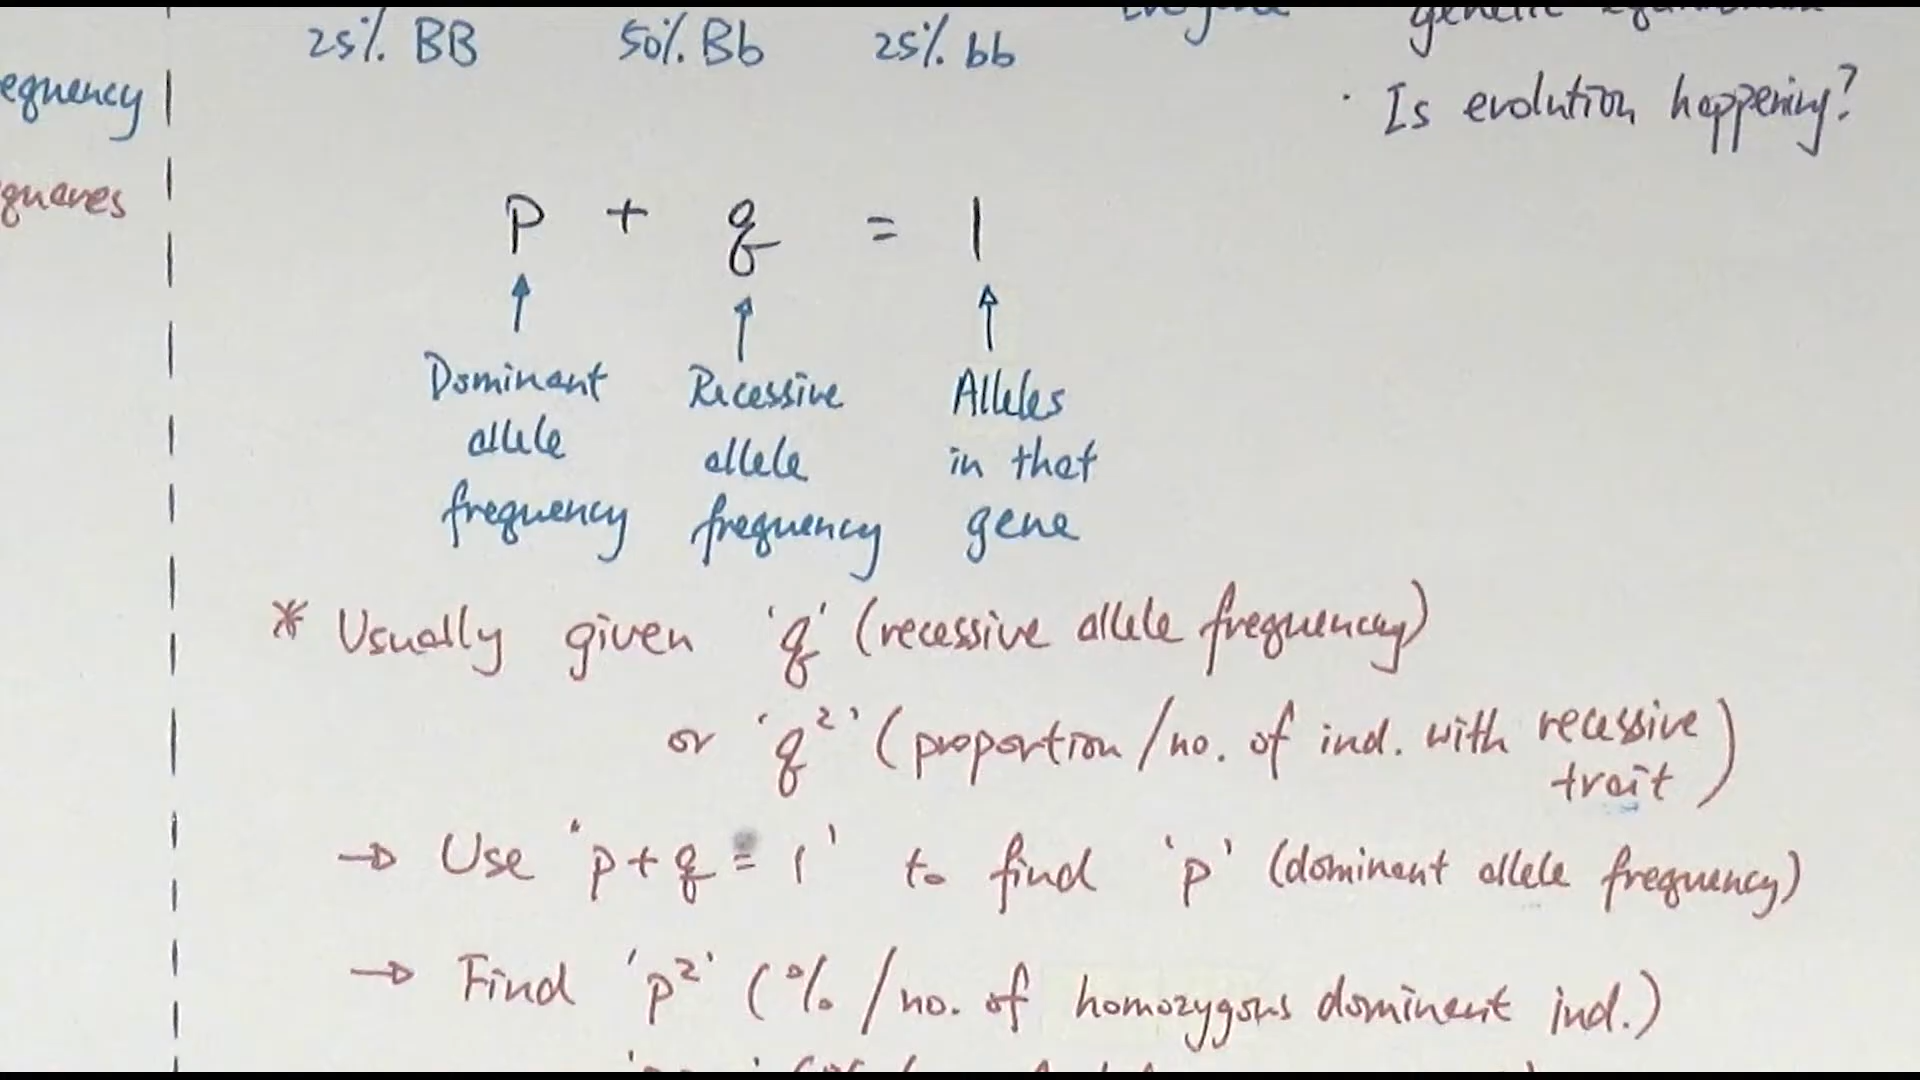 25% BB 50% Bb 25% bb
· Is evolution happening?
equency
quares
p + q = 1
Dominant allele frequency
Recessive allele frequency
Alleles in that gene
* Usually given 'q' (recessive allele frequency)
or 'q²' (proportion/no. of ind. with recessive trait)
→ Use 'p+q = 1' to find 'p' (dominant allele frequency)
→ Find 'p²' (%/no. of homozygous dominant ind.)